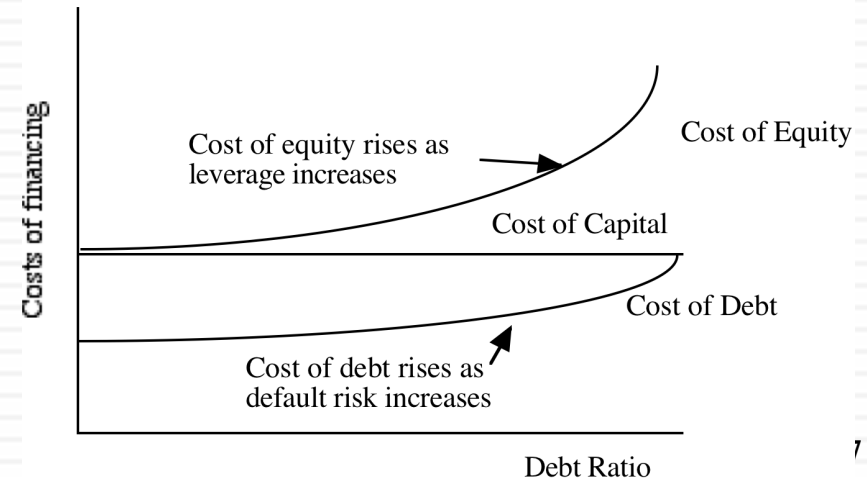 Costs of financing
Cost of equity rises as
leverage increases
Cost of Equity
Cost of Capital
Cost of Debt
Cost of debt rises as
default risk increases
Debt Ratio